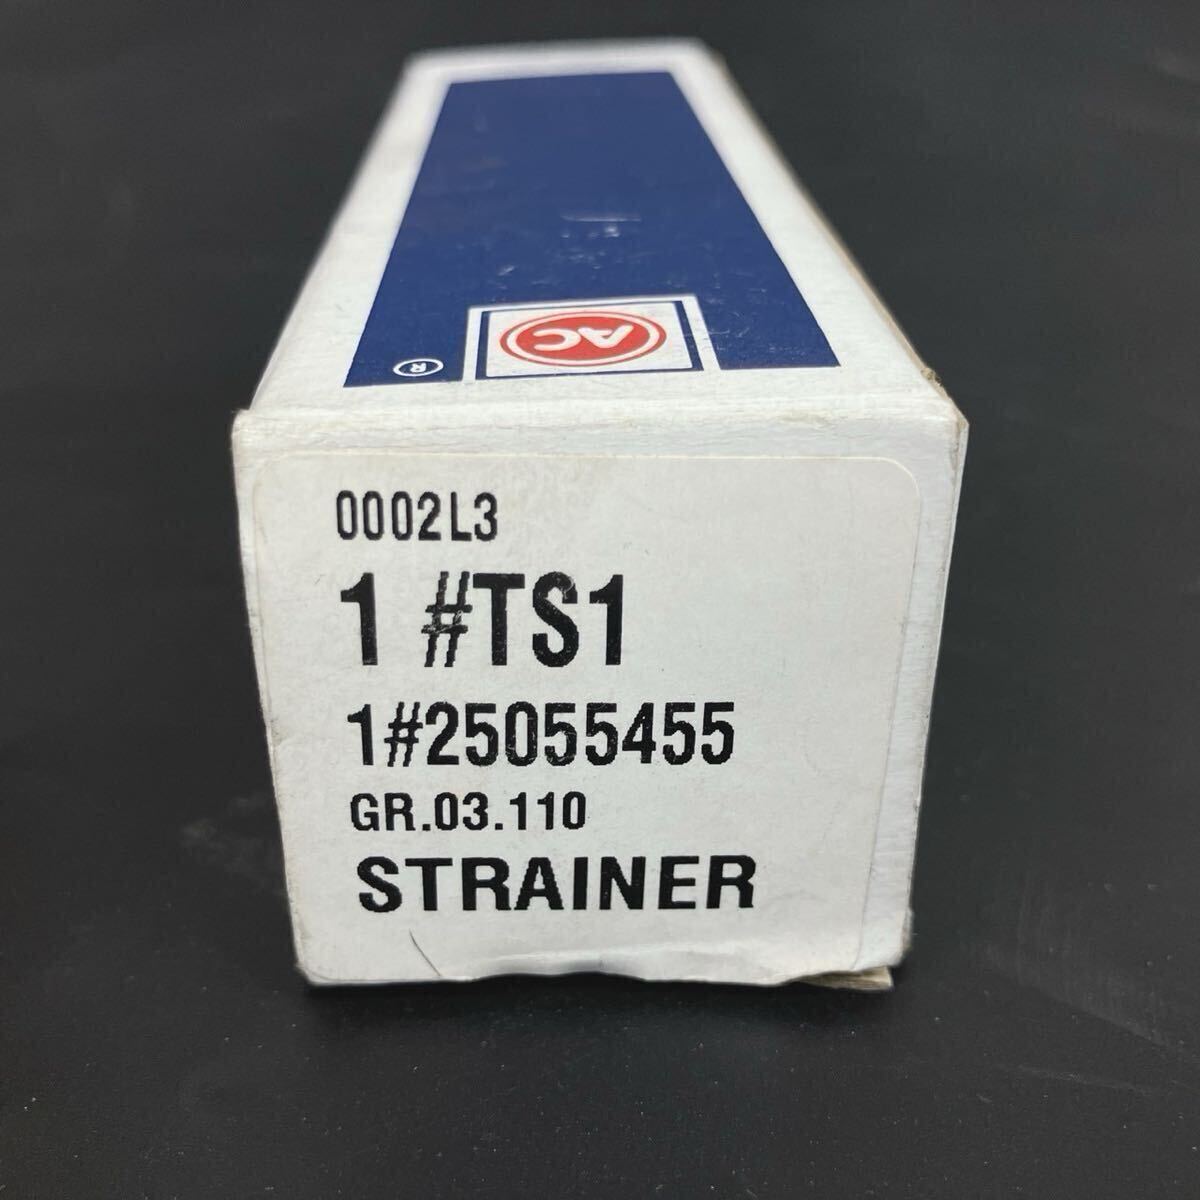 AC
®
0002L3
1 #TS1
1#25055455
GR.03.110
STRAINER